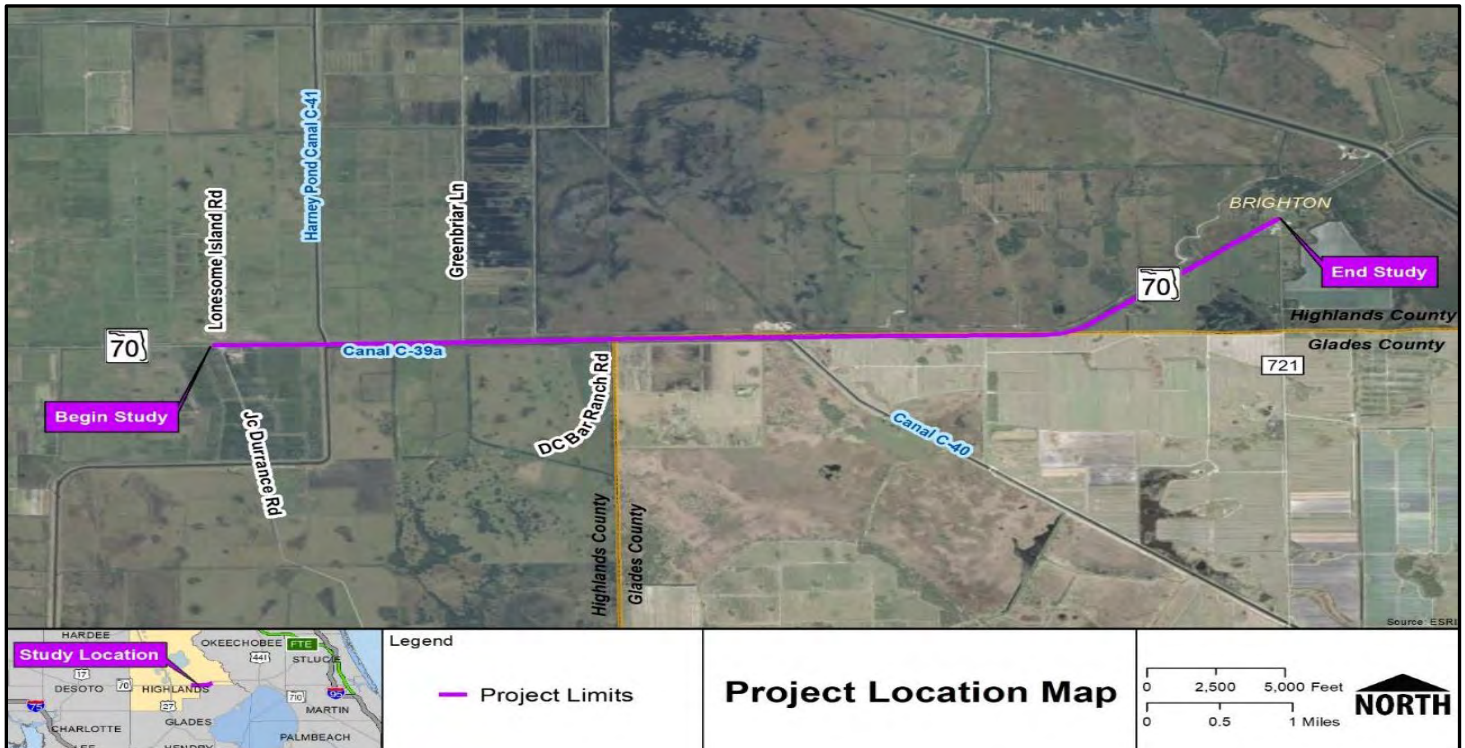 Harney Pond Canal C-41
Lonesome Island Rd
Greenbriar Ln
BRIGHTON
70
End Study
Highlands County
Glades County
70
Canal C-39a
721
Begin Study
DC Bar Ranch Rd
Jc Durrance Rd
Canal C-40
Highlands County
Glades County
Source: ESRI
HARDEE
OKEECHOBEE
FTE
Study Location
441
ST LUCIE
17
70
DESOTO
HIGHLANDS
710
95
27
MARTIN
75
GLADES
CHARLOTTE
PALM BEACH
LEE
HENDRY
Legend
Project Limits
Project Location Map
0 2,500 5,000 Feet
0 0.5 1 Miles
NORTH